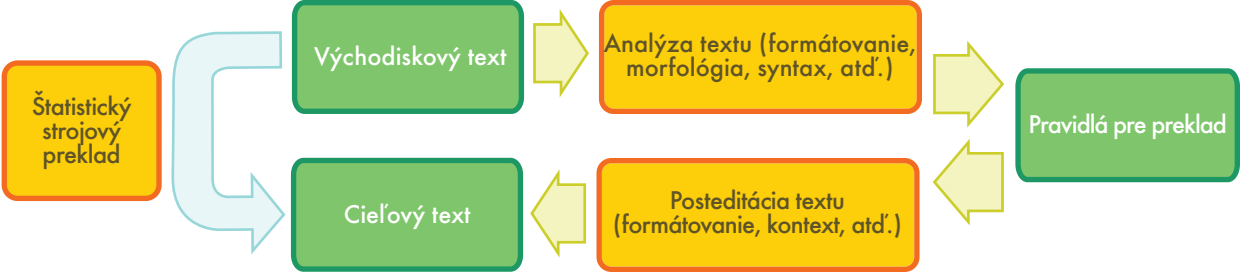 Štatistický
strojový
preklad
Východiskový text
Analýza textu (formátovanie,
morfológia, syntax, atď.)
Pravidlá pre preklad
Posteditácia textu
(formátovanie, kontext, atď.)
Cieľový text